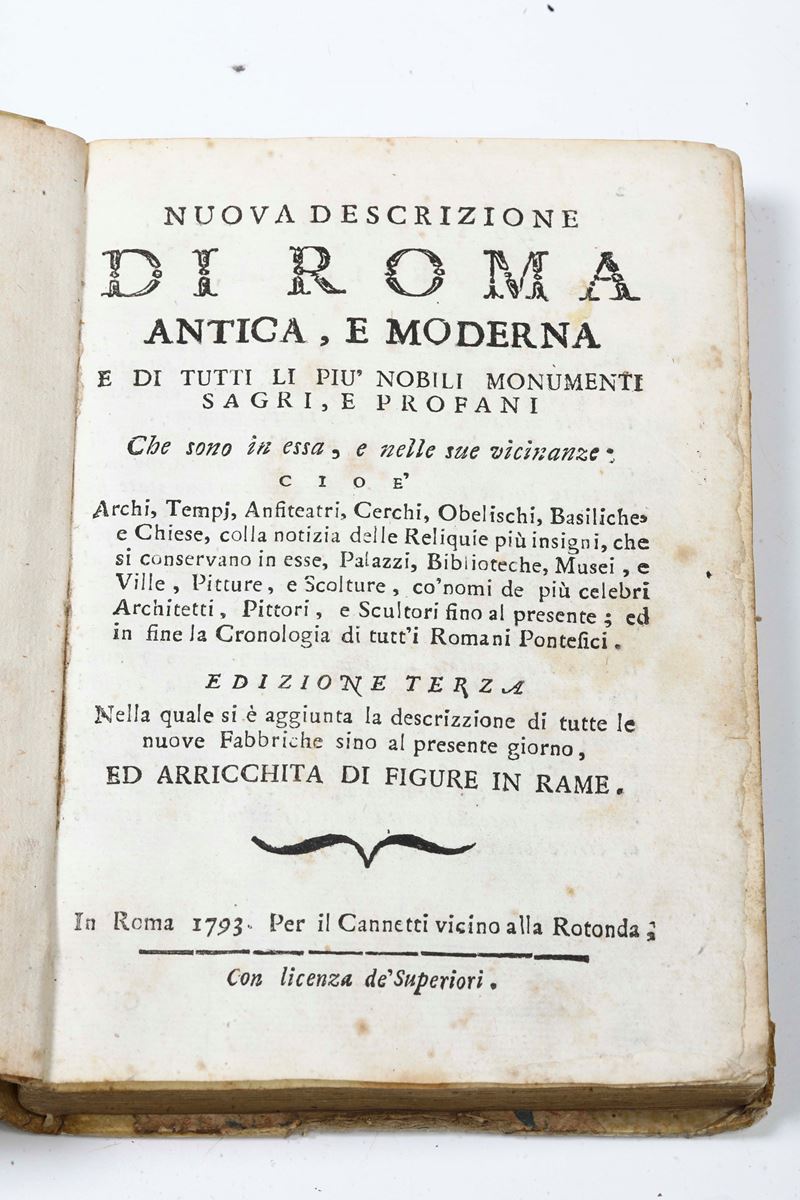 NUOVA DESCRIZIONE
DI ROMA
ANTICA, E MODERNA
E DI TUTTI LI PIU' NOBILI MONUMENTI
SAGRI, E PROFANI
Che sono in essa, e nelle sue vicinanze;
CIOE'
Archi, Tempj, Anfiteatri, Cerchi, Obelischi, Basiliche,
e Chiese, colla notizia delle Reliquie più insigni, che
si conservano in esse, Palazzi, Biblioteche, Musei, e
Ville, Pitture, e Scolture, co'nomi de più celebri
Architetti, Pittori, e Scultori fino al presente; ed
in fine la Cronologia di tutt'i Romani Pontefici.
EDIZIONE TERZA
Nella quale si è aggiunta la descrizzione di tutte le
nuove Fabbriche sino al presente giorno,
ED ARRICCHITA DI FIGURE IN RAME.
In Roma 1793. Per il Cannetti vicino alla Rotonda;
Con licenza de'Superiori.